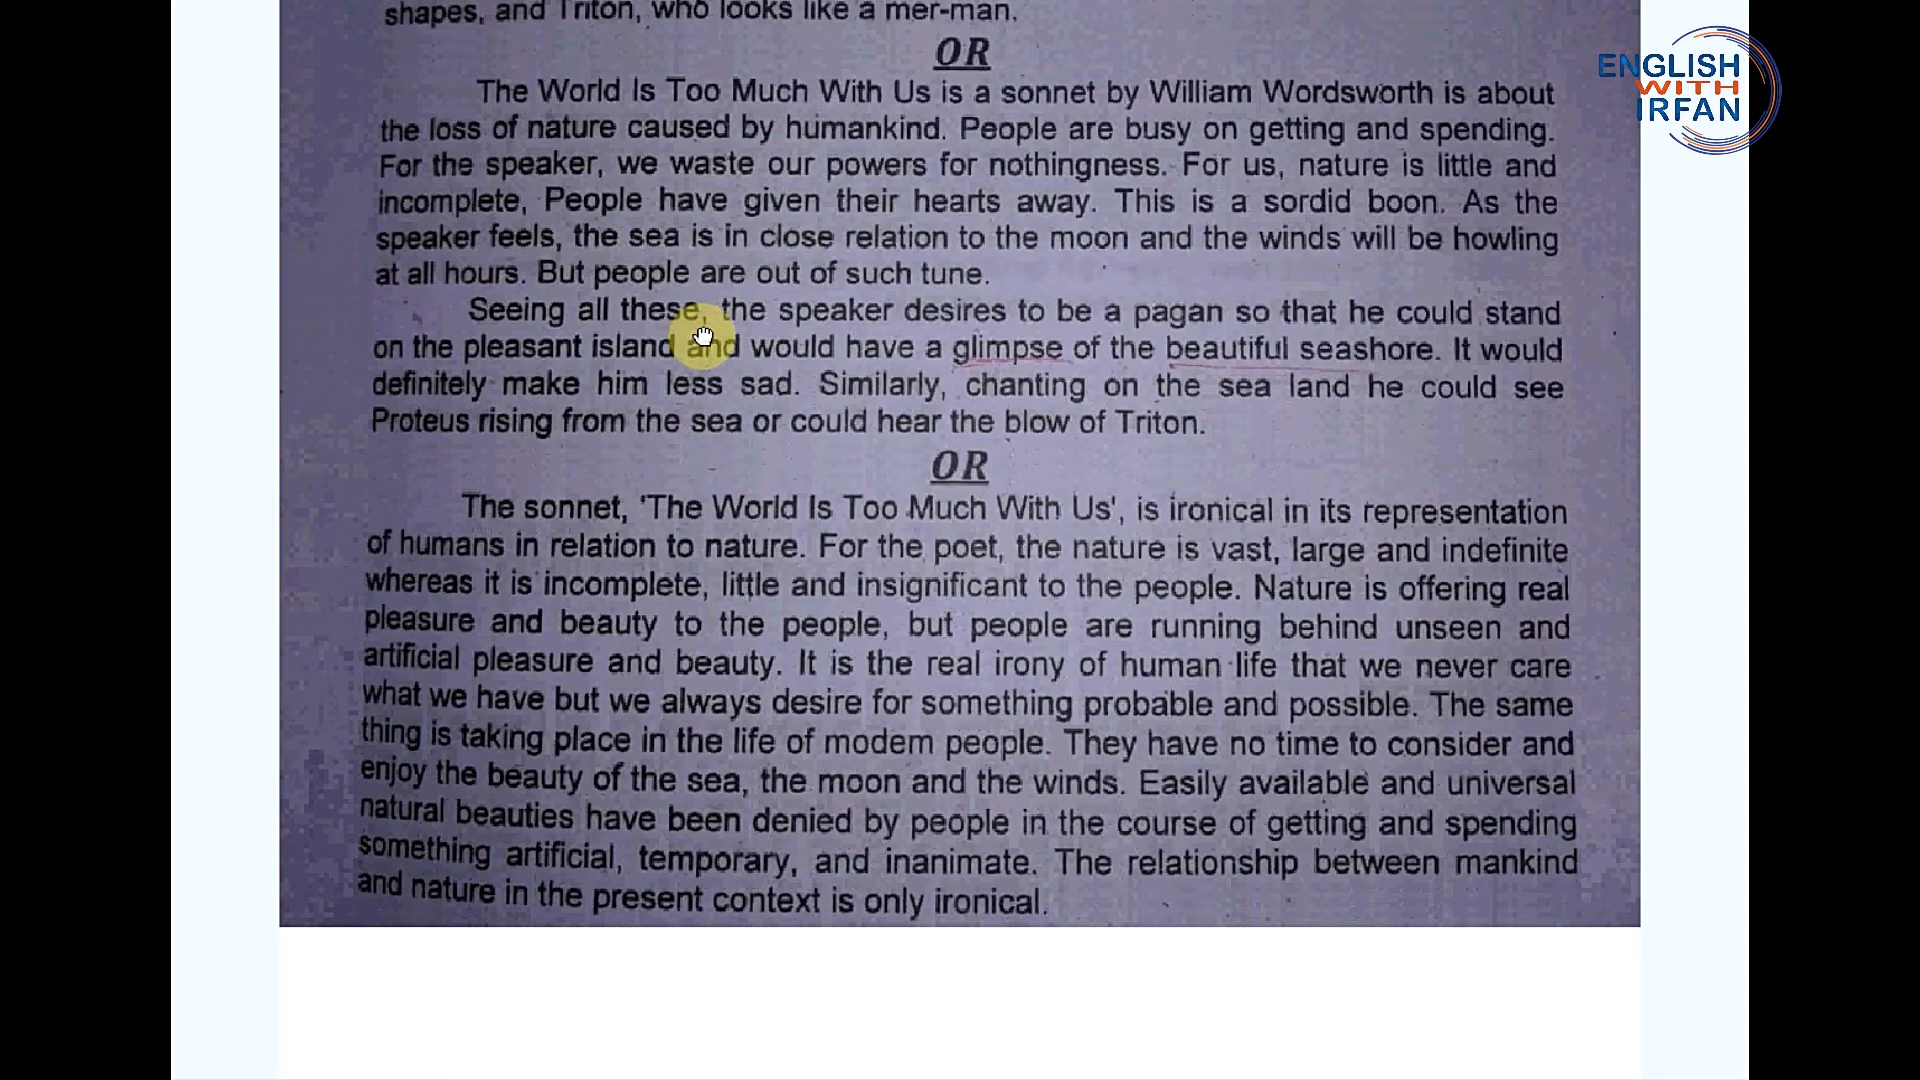 shapes, and Triton, who looks like a mer-man.
OR
ENGLISH
WITH
IRFAN
The World Is Too Much With Us is a sonnet by William Wordsworth is about
the loss of nature caused by humankind. People are busy on getting and spending.
For the speaker, we waste our powers for nothingness. For us, nature is little and
incomplete, People have given their hearts away. This is a sordid boon. As the
speaker feels, the sea is in close relation to the moon and the winds will be howling
at all hours. But people are out of such tune.
Seeing all these, the speaker desires to be a pagan so that he could stand
on the pleasant island and would have a glimpse of the beautiful seashore. It would
definitely make him less sad. Similarly, chanting on the sea land he could see
Proteus rising from the sea or could hear the blow of Triton.
OR
The sonnet, 'The World Is Too Much With Us', is ironical in its representation
of humans in relation to nature. For the poet, the nature is vast, large and indefinite
whereas it is incomplete, little and insignificant to the people. Nature is offering real
pleasure and beauty to the people, but people are running behind unseen and
artificial pleasure and beauty. It is the real irony of human life that we never care
what we have but we always desire for something probable and possible. The same
thing is taking place in the life of modem people. They have no time to consider and
enjoy the beauty of the sea, the moon and the winds. Easily available and universal
natural beauties have been denied by people in the course of getting and spending
something artificial, temporary, and inanimate. The relationship between mankind
and nature in the present context is only ironical.